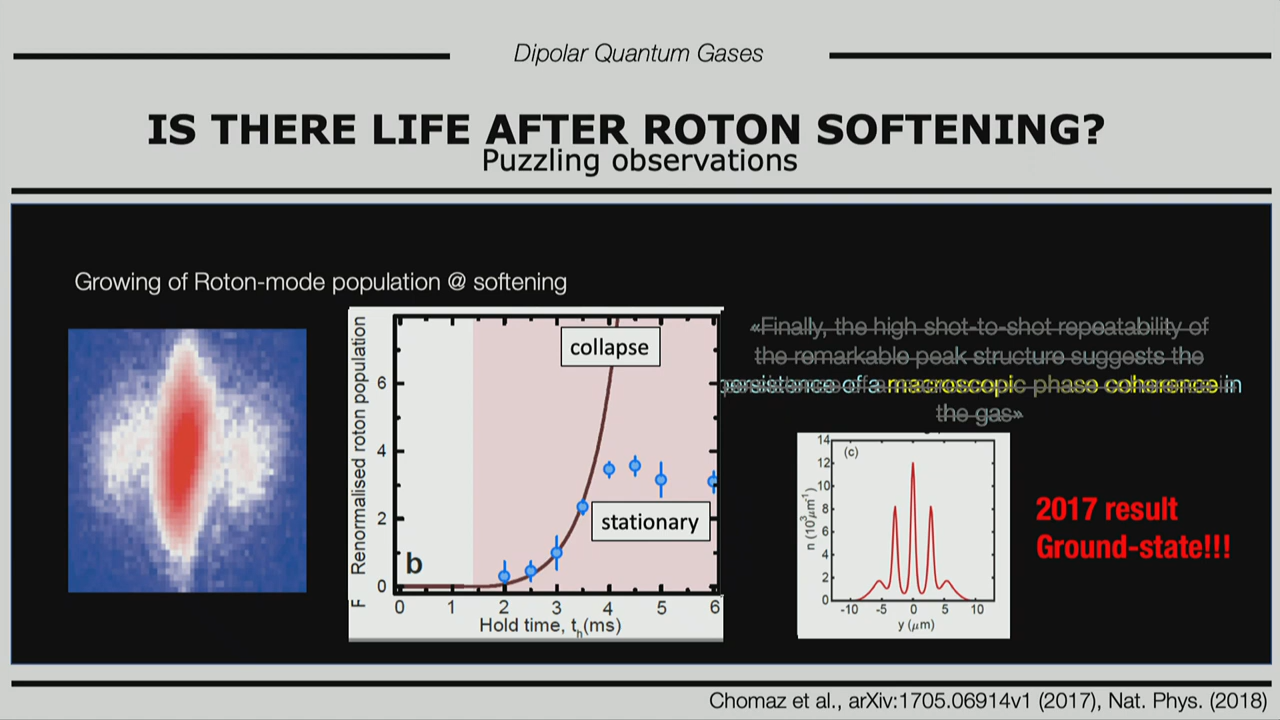 Dipolar Quantum Gases
IS THERE LIFE AFTER ROTON SOFTENING?
Puzzling observations
Growing of Roton-mode population @ softening
Renormalised roton population
F
6
4
2
0
collapse
stationary
b
0 1 2 3 4 5 6
Hold time, th(ms)
«Finally, the high shot-to-shot repeatability of
the remarkable peak structure suggests the
persistence of a macroscopic phase coherence in
the gas»
(c)
n (10³μm⁻¹)
14
12
10
8
6
4
2
0
-10 -5 0 5 10
y (μm)
2017 result
Ground-state!!!
Chomaz et al., arXiv:1705.06914v1 (2017), Nat. Phys. (2018)